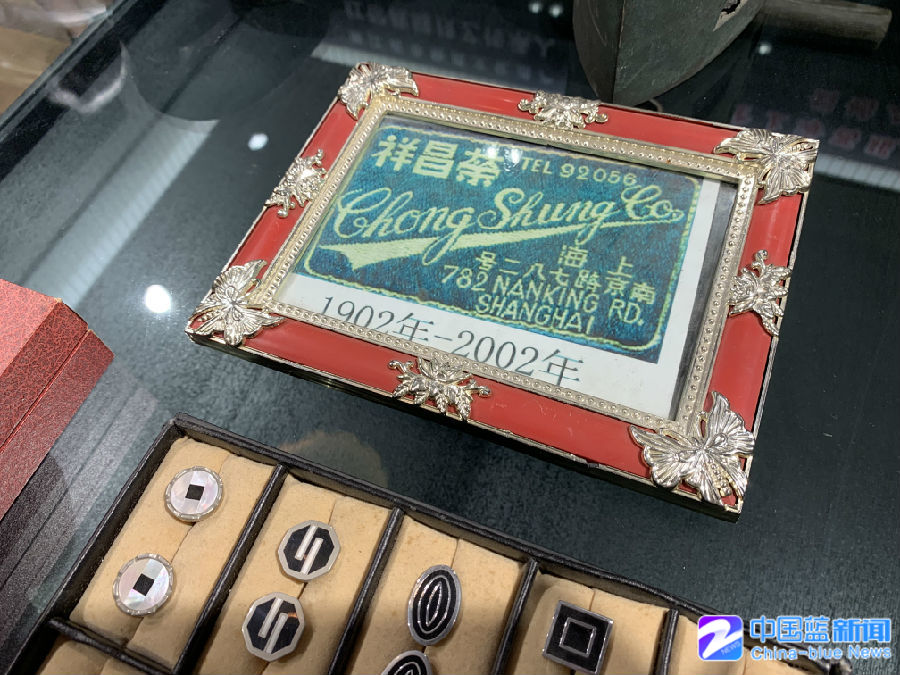 祥昌荣 TEL 92056
Chong Shung Co.
上海
南京路七八二号
782 NANKING RD.
SHANGHAI
1902年-2002年
中国蓝新闻
China-blue News
NEWS